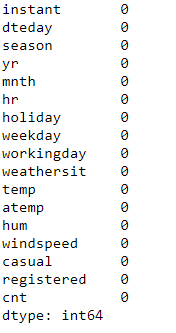 instant 0
dteday 0
season 0
yr 0
mnth 0
hr 0
holiday 0
weekday 0
workingday 0
weathersit 0
temp 0
atemp 0
hum 0
windspeed 0
casual 0
registered 0
cnt 0
dtype: int64